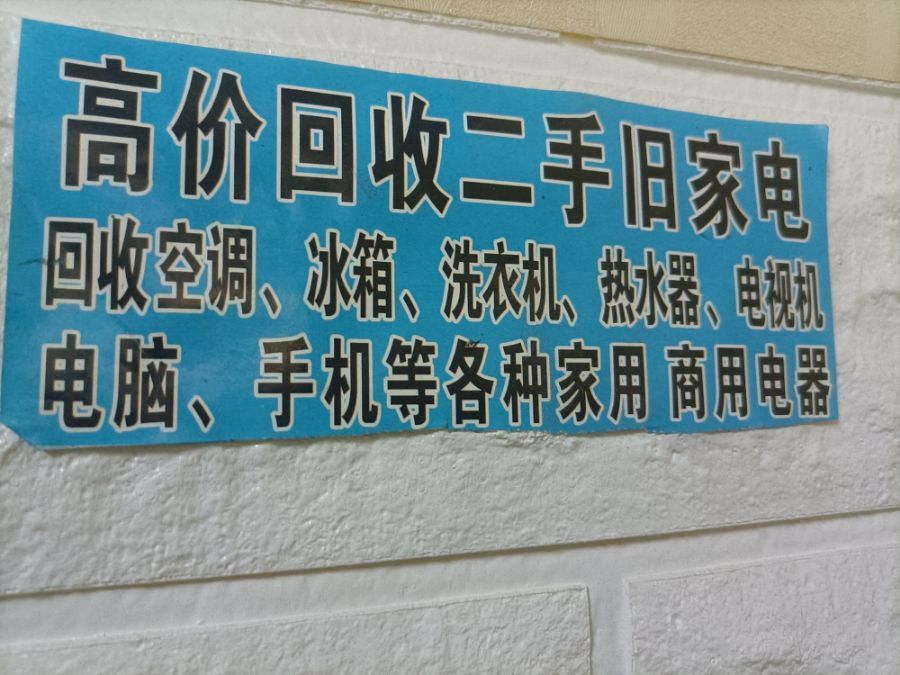 高价回收二手旧家电
回收空调、冰箱、洗衣机、热水器、电视机
电脑、手机等各种家用 商用电器